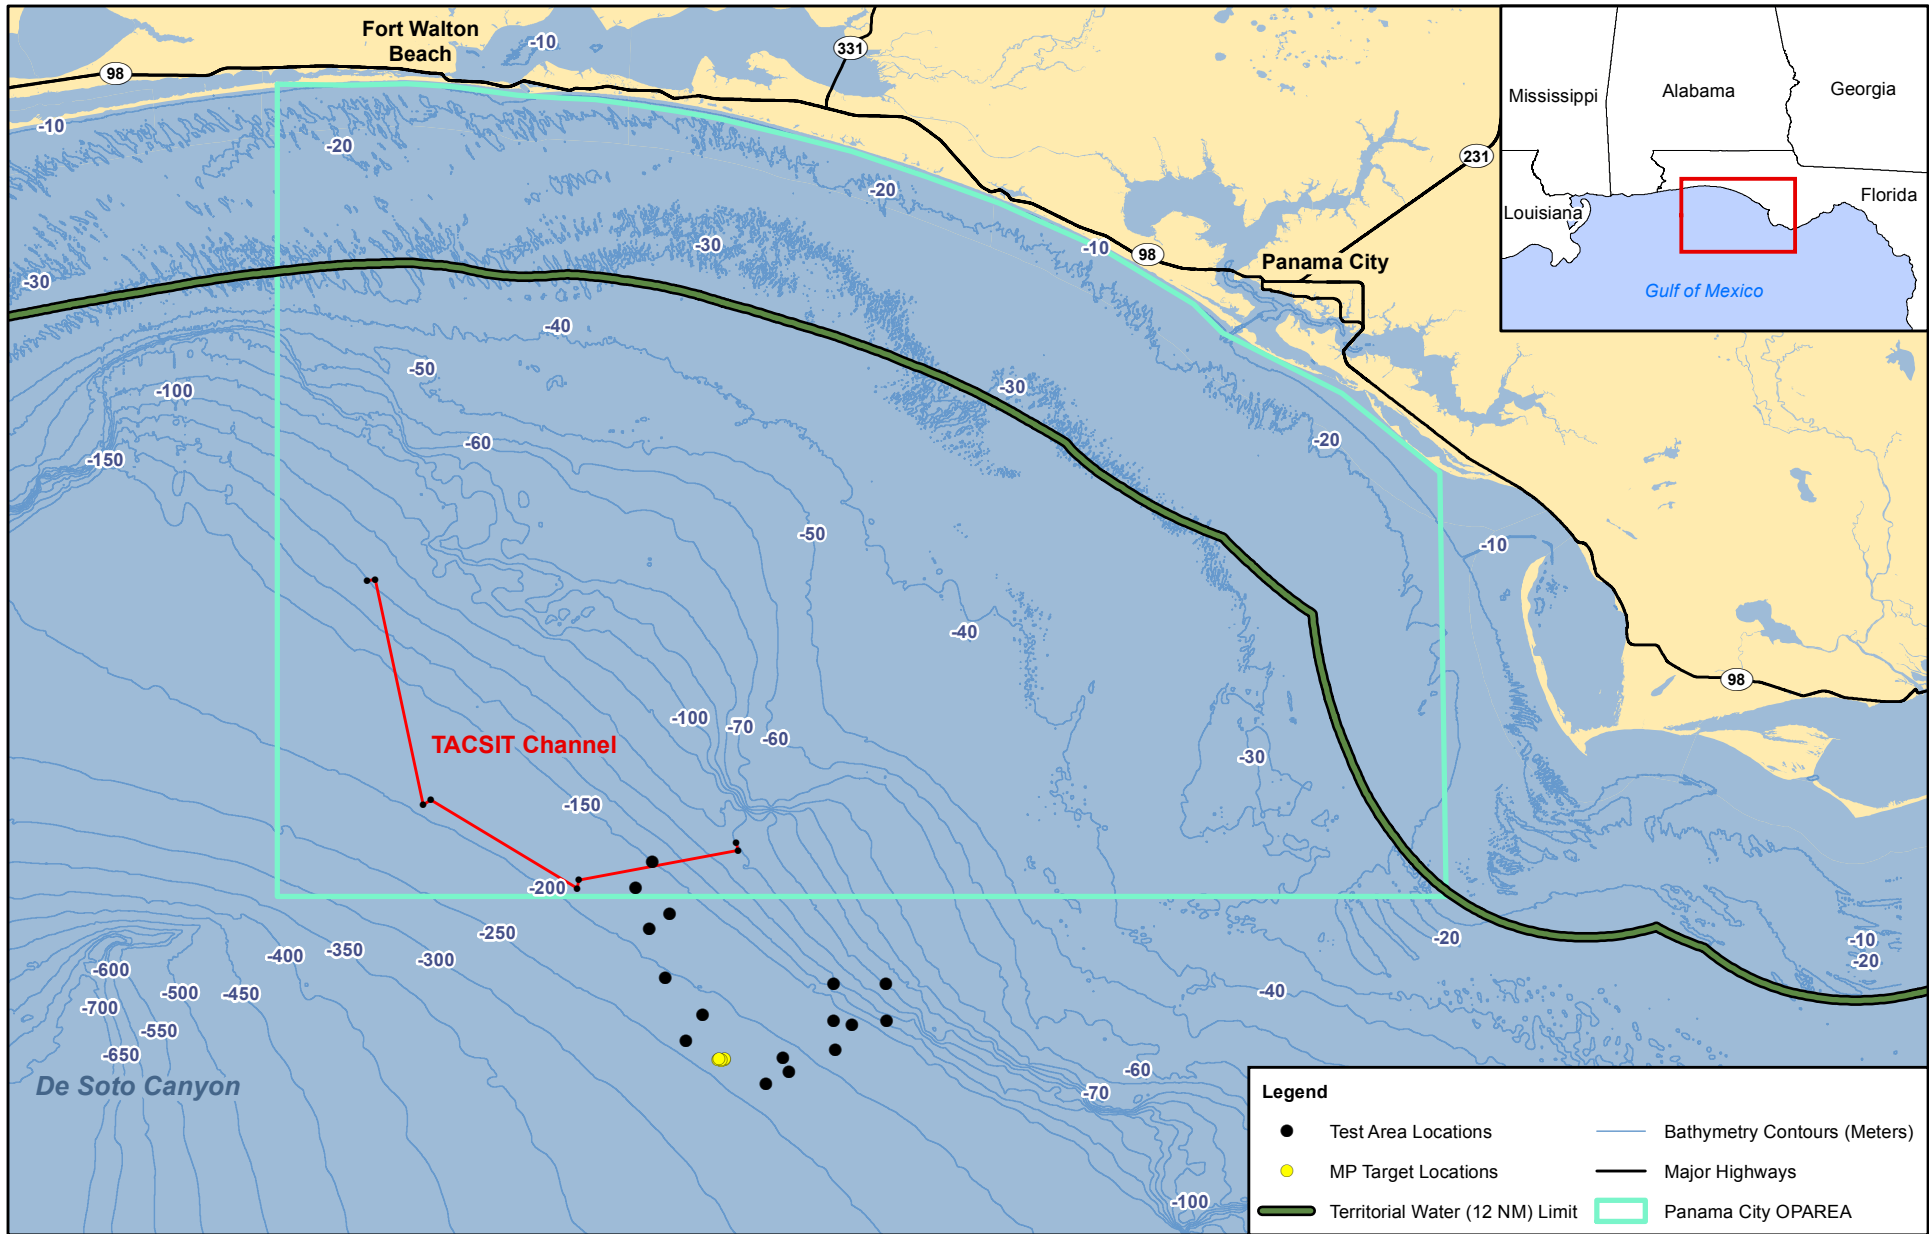 Fort Walton
Beach
-10
331
98
Mississippi
Alabama
Georgia
-10
-20
231
-20
Florida
Louisiana
-30
-10
98
Panama City
-30
Gulf of Mexico
-40
-50
-30
-100
-60
-20
-150
-50
-10
-40
98
-100
-70
-60
TACSIT Channel
-30
-150
-200
-250
-20
-10
-400
-350
-300
-20
-600
-500
-450
-40
-700
-550
-650
De Soto Canyon
-60
-70
-100
Legend
Test Area Locations
Bathymetry Contours (Meters)
MP Target Locations
Major Highways
Territorial Water (12 NM) Limit
Panama City OPAREA